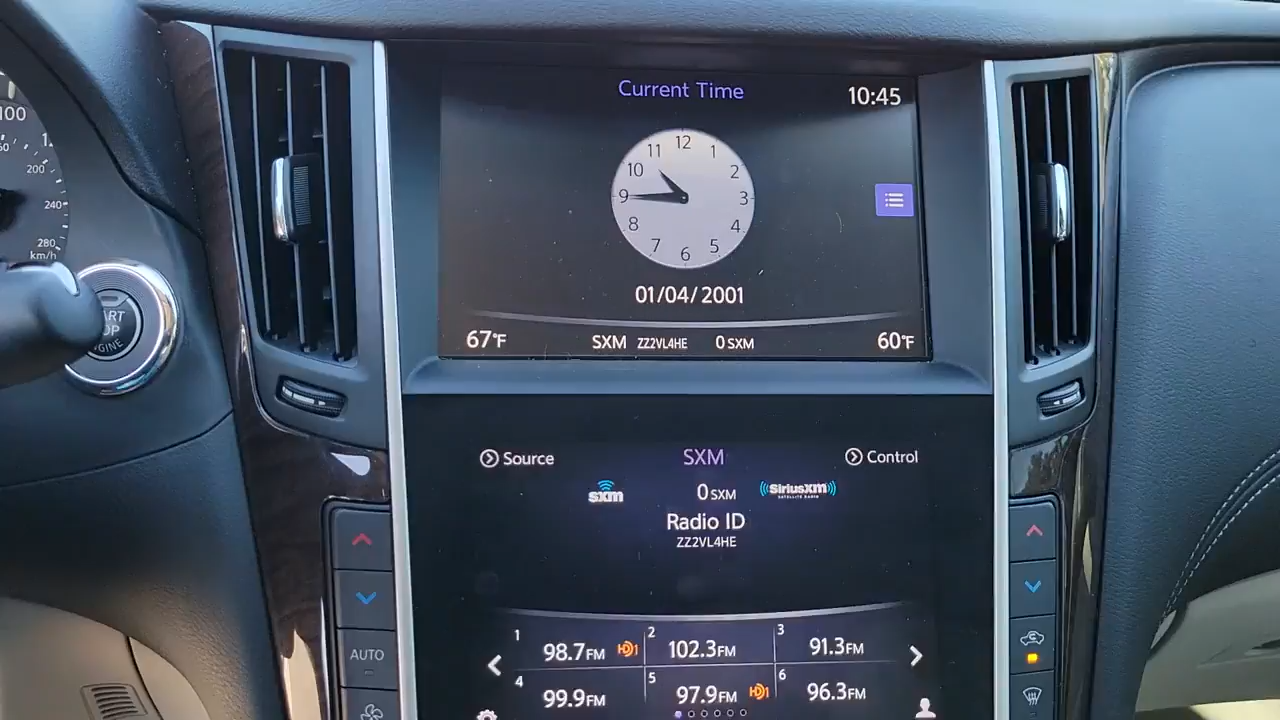 100
200
240
280
km/h
START
STOP
ENGINE
Current Time
10:45
12
11 1
10 2
9 3
8 4
7 5
6
01/04/2001
67°F SXM ZZ2VL4HE 0 SXM 60°F
Source SXM Control
sxm 0 SXM ((SiriusXM))
SATELLITE RADIO
Radio ID
ZZ2VL4HE
1 98.7FM HD1 2 102.3FM 3 91.3FM
4 99.9FM 5 97.9FM HD1 6 96.3FM
AUTO